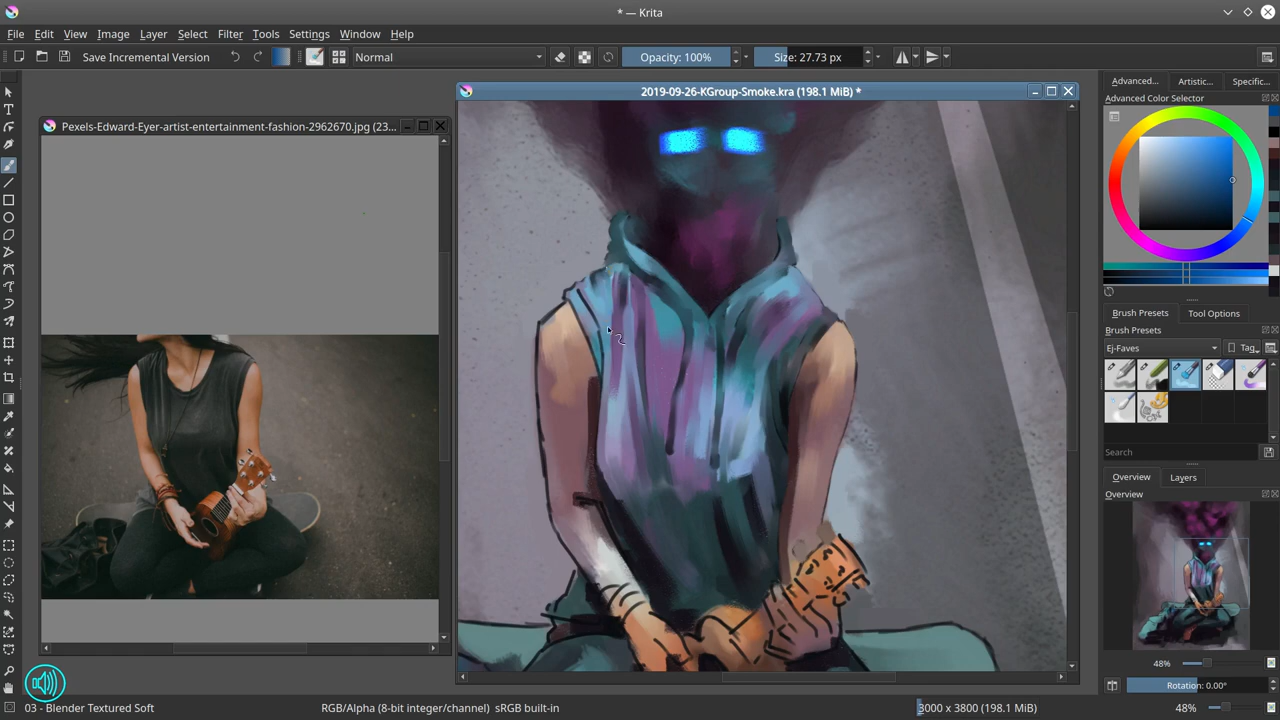 * — Krita
File Edit View Image Layer Select Filter Tools Settings Window Help
Save Incremental Version Normal Opacity: 100% Size: 27.73 px
Pexels-Edward-Eyer-artist-entertainment-fashion-2962670.jpg (23...
2019-09-26-KGroup-Smoke.kra (198.1 MiB) *
Advanced... Artistic... Specific...
Advanced Color Selector
Brush Presets Tool Options
Brush Presets
Ej-Faves Tag
Search
Overview Layers
Overview
48%
Rotation: 0.00°
03 - Blender Textured Soft RGB/Alpha (8-bit integer/channel) sRGB built-in 3000 x 3800 (198.1 MiB) 48%